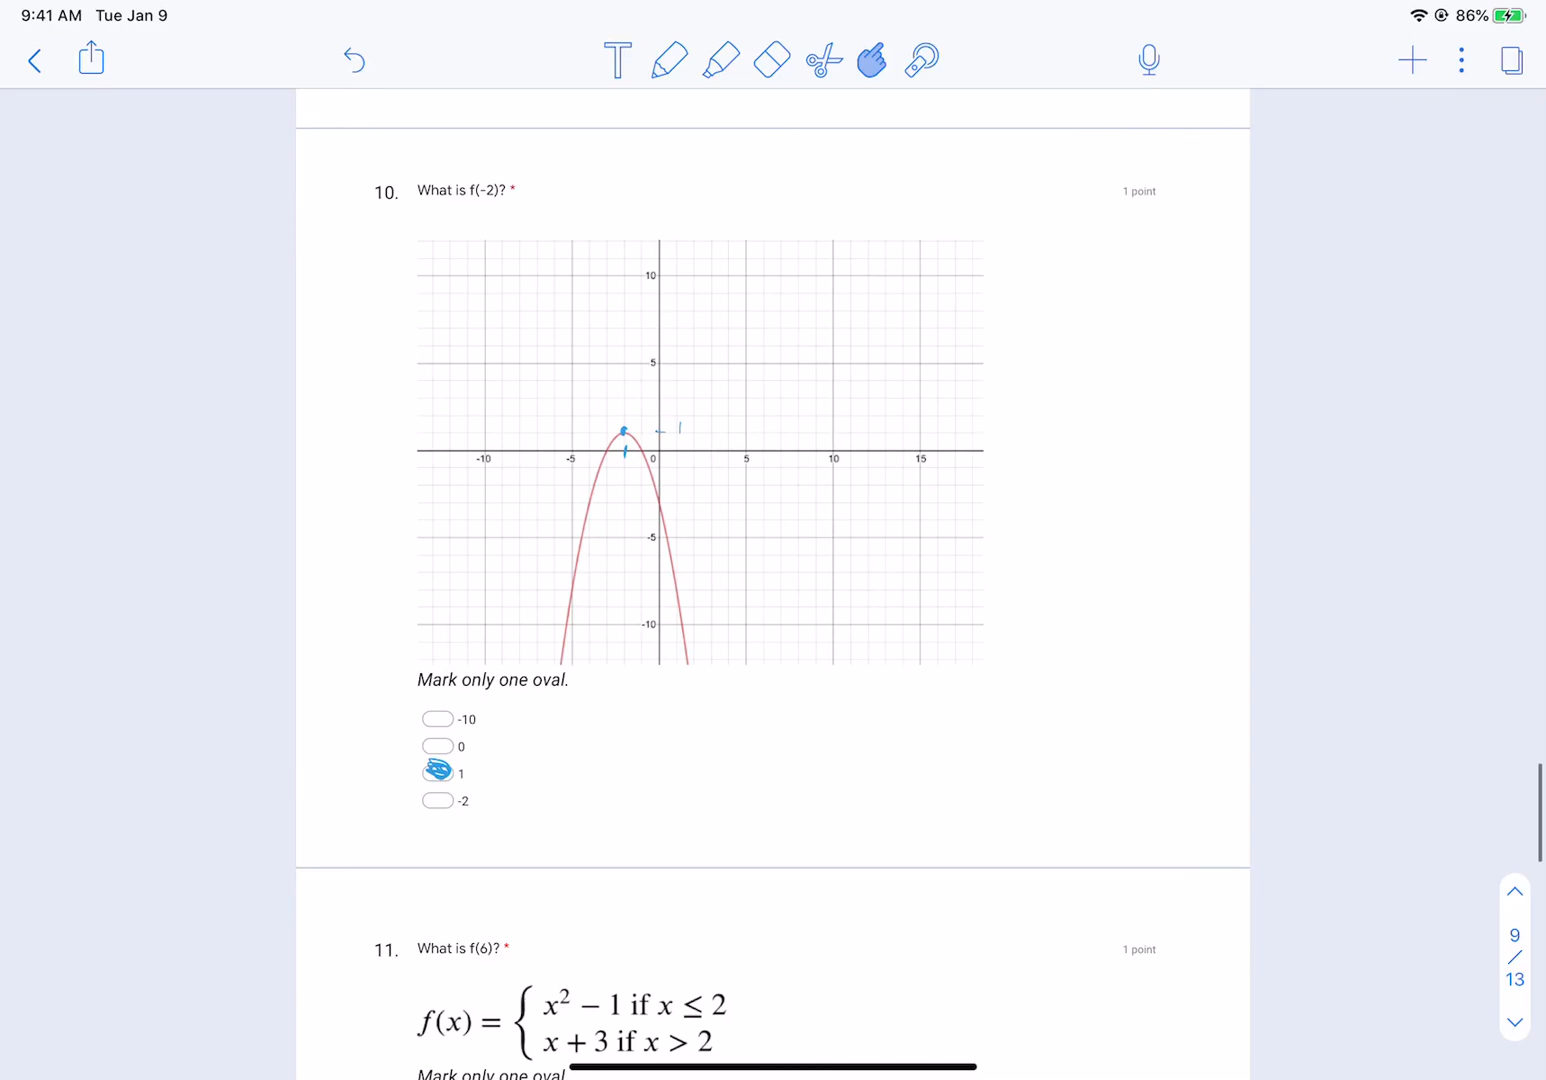 9:41 AM Tue Jan 9
86%
10. What is f(-2)? *
1 point
10
5
1
-10 -5 0 5 10 15
-5
-10
Mark only one oval.
-10
0
1
-2
11. What is f(6)? *
1 point
f(x) = { x² − 1 if x ≤ 2
x + 3 if x > 2
Mark only one oval
9
/
13